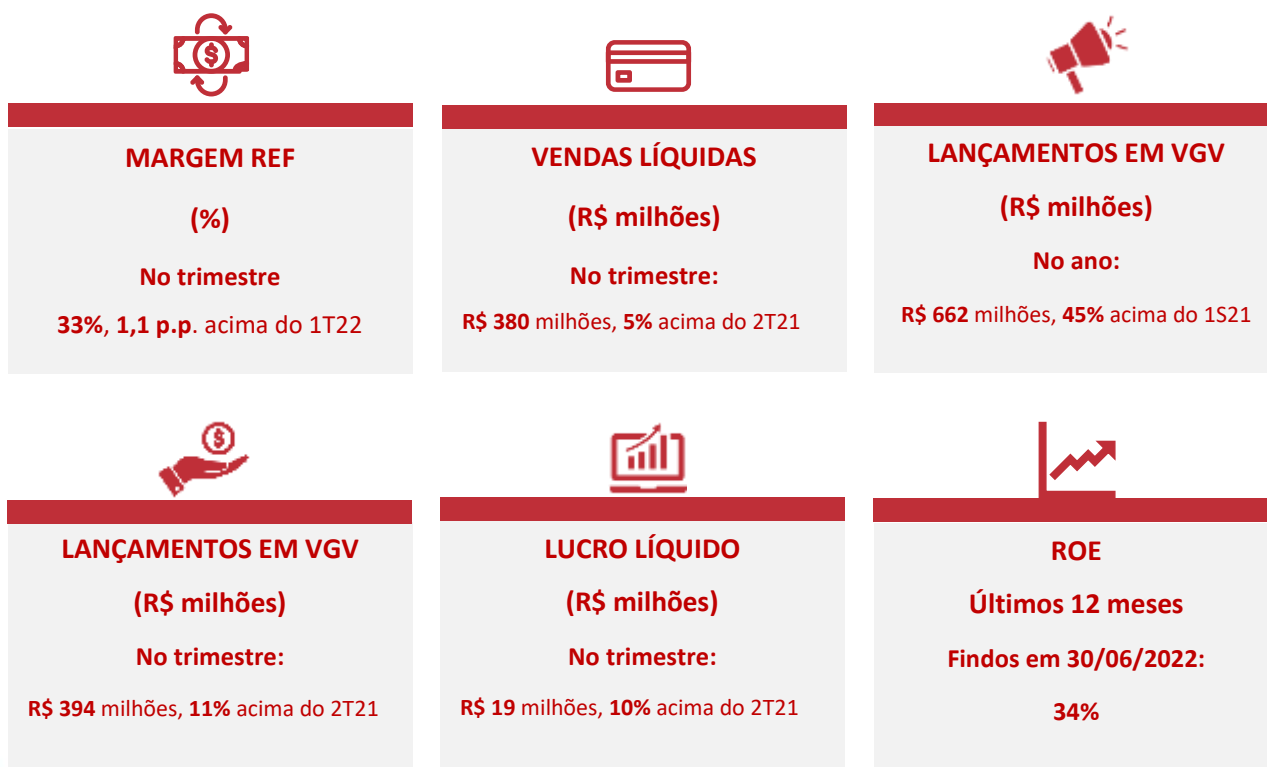 MARGEM REF
(%)
No trimestre
33%, 1,1 p.p. acima do 1T22
VENDAS LÍQUIDAS
(R$ milhões)
No trimestre:
R$ 380 milhões, 5% acima do 2T21
LANÇAMENTOS EM VGV
(R$ milhões)
No ano:
R$ 662 milhões, 45% acima do 1S21
LANÇAMENTOS EM VGV
(R$ milhões)
No trimestre:
R$ 394 milhões, 11% acima do 2T21
LUCRO LÍQUIDO
(R$ milhões)
No trimestre:
R$ 19 milhões, 10% acima do 2T21
ROE
Últimos 12 meses
Findos em 30/06/2022:
34%